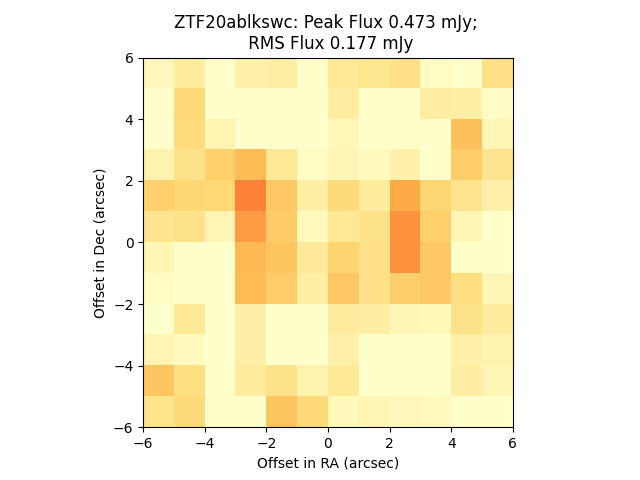 ZTF20ablkswc: Peak Flux 0.473 mJy;
RMS Flux 0.177 mJy
6
4
2
0
−2
−4
−6
Offset in Dec (arcsec)
−6 −4 −2 0 2 4 6
Offset in RA (arcsec)